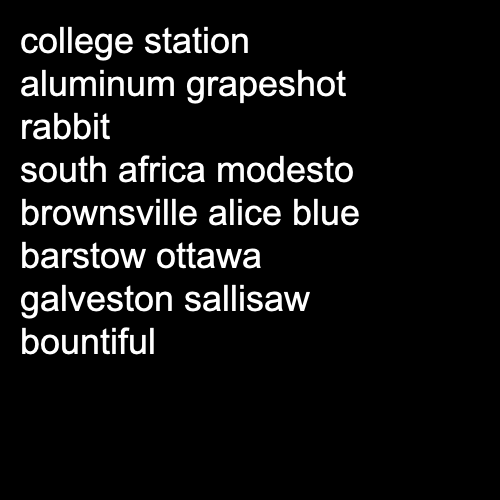 college station
aluminum grapeshot
rabbit
south africa modesto
brownsville alice blue
barstow ottawa
galveston sallisaw
bountiful